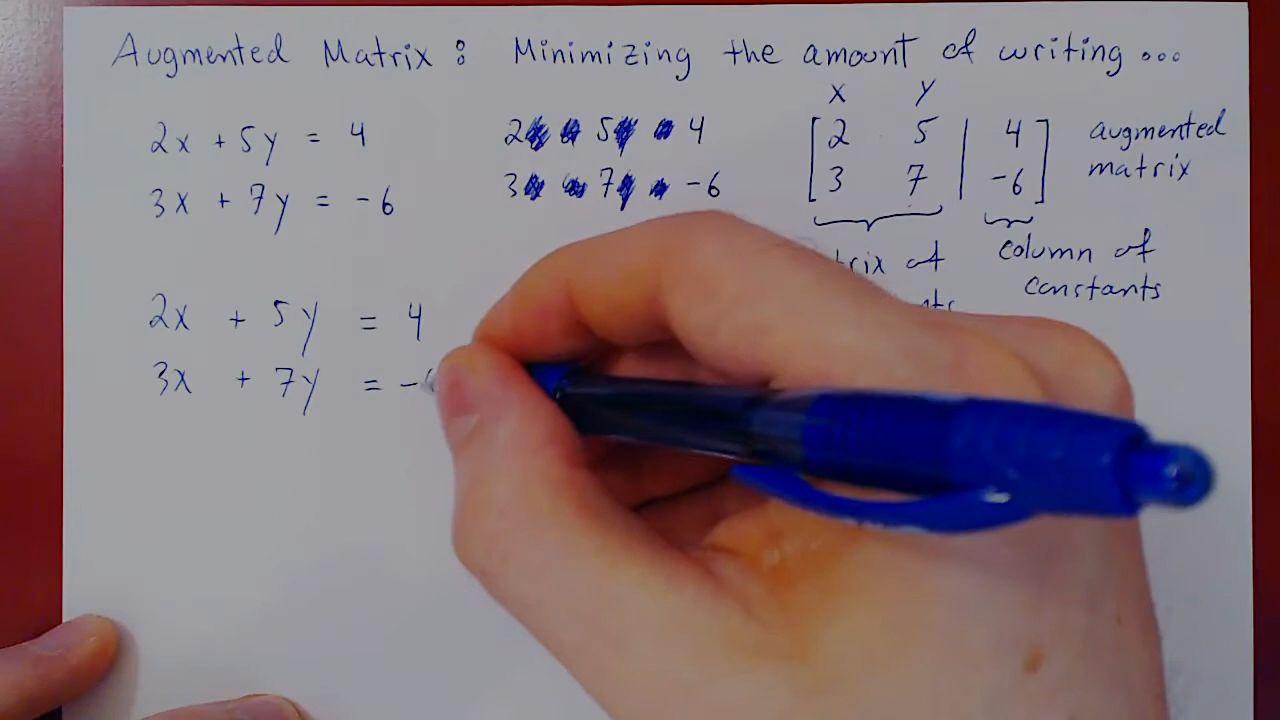 Augmented Matrix : Minimizing the amount of writing...
2x + 5y = 4
3x + 7y = -6
2 5 4
3 7 -6
x y
2 5 | 4
3 7 | -6
augmented
matrix
of
column of
constants
2x + 5y = 4
3x + 7y = -